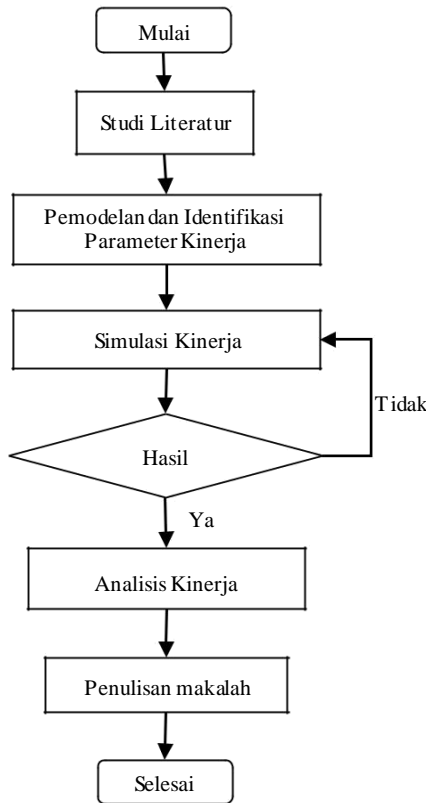 Mulai
Studi Literatur
Pemodelan dan Identifikasi
Parameter Kinerja
Simulasi Kinerja
Tidak
Hasil
Ya
Analisis Kinerja
Penulisan makalah
Selesai